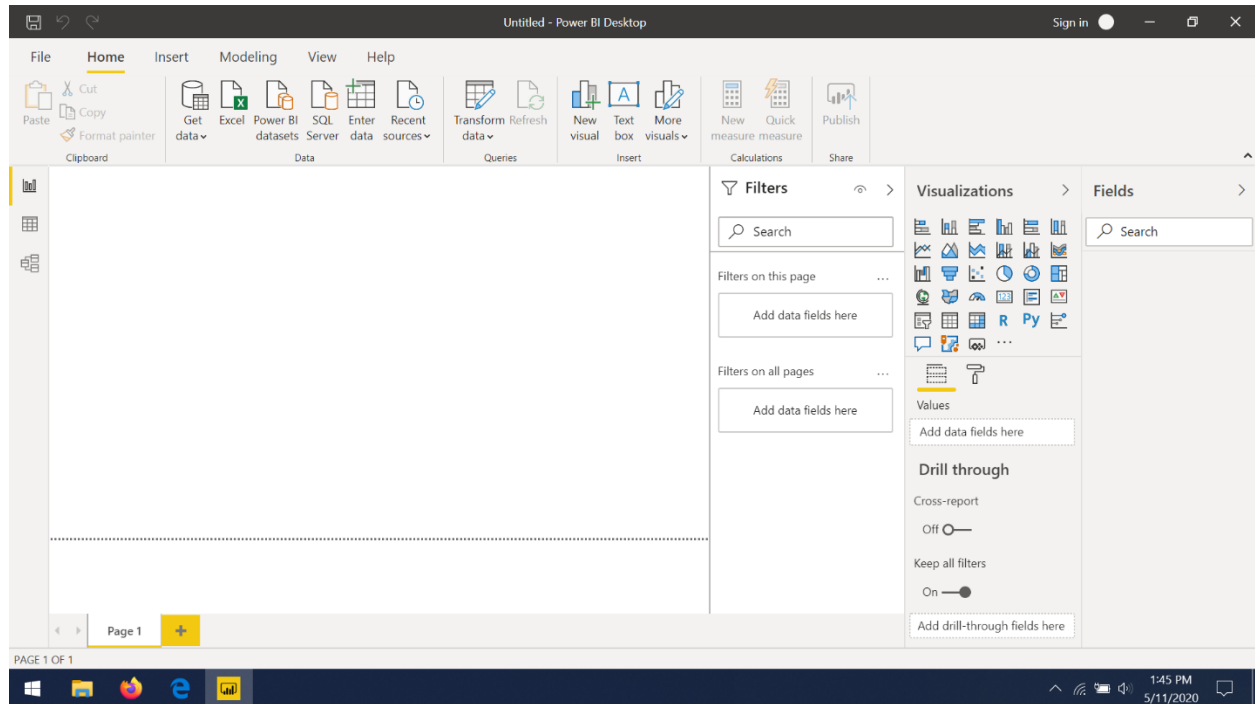 Untitled - Power BI Desktop
Sign in
File Home Insert Modeling View Help
Paste
Cut
Copy
Format painter
Clipboard
Get data
Excel
Power BI datasets
SQL Server
Enter data
Recent sources
Data
Transform data
Refresh
Queries
New visual
Text box
More visuals
Insert
New measure
Quick measure
Calculations
Publish
Share
Filters
Search
Filters on this page ...
Add data fields here
Filters on all pages ...
Add data fields here
Visualizations
123
R Py
...
Values
Add data fields here
Drill through
Cross-report
Off
Keep all filters
On
Add drill-through fields here
Fields
Search
Page 1
+
PAGE 1 OF 1
1:45 PM
5/11/2020